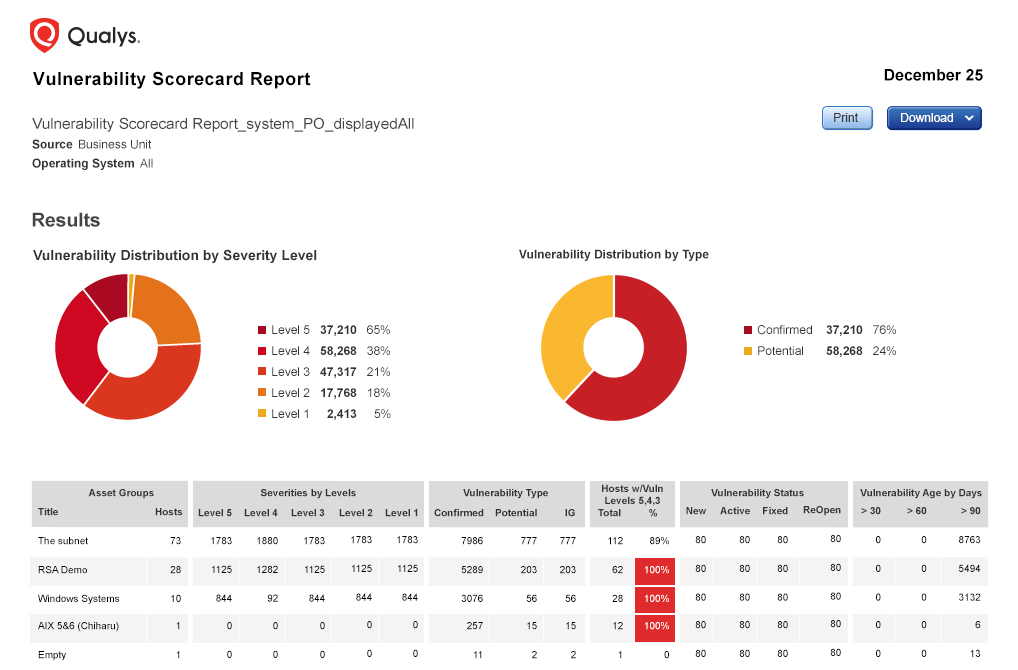 Qualys.
Vulnerability Scorecard Report
December 25
Print
Download
Vulnerability Scorecard Report_system_PO_displayedAll
Source Business Unit
Operating System All
Results
Vulnerability Distribution by Severity Level
Level 5 37,210 65%
Level 4 58,268 38%
Level 3 47,317 21%
Level 2 17,768 18%
Level 1 2,413 5%
Vulnerability Distribution by Type
Confirmed 37,210 76%
Potential 58,268 24%
Asset Groups Severities by Levels Vulnerability Type Hosts w/Vuln Levels 5,4,3 Vulnerability Status Vulnerability Age by Days
Title Hosts Level 5 Level 4 Level 3 Level 2 Level 1 Confirmed Potential IG Total % New Active Fixed ReOpen > 30 > 60 > 90
The subnet 73 1783 1880 1783 1783 1783 7986 777 777 112 89% 80 80 80 80 0 0 8763
RSA Demo 28 1125 1282 1125 1125 1125 5289 203 203 62 100% 80 80 80 80 0 0 5494
Windows Systems 10 844 92 844 844 844 3076 56 56 28 100% 80 80 80 80 0 0 3132
AIX 5&6 (Chiharu) 1 0 0 0 0 0 257 15 15 12 100% 80 80 80 80 0 0 6
Empty 1 0 0 0 0 0 11 2 2 1 0 80 80 80 80 0 0 13